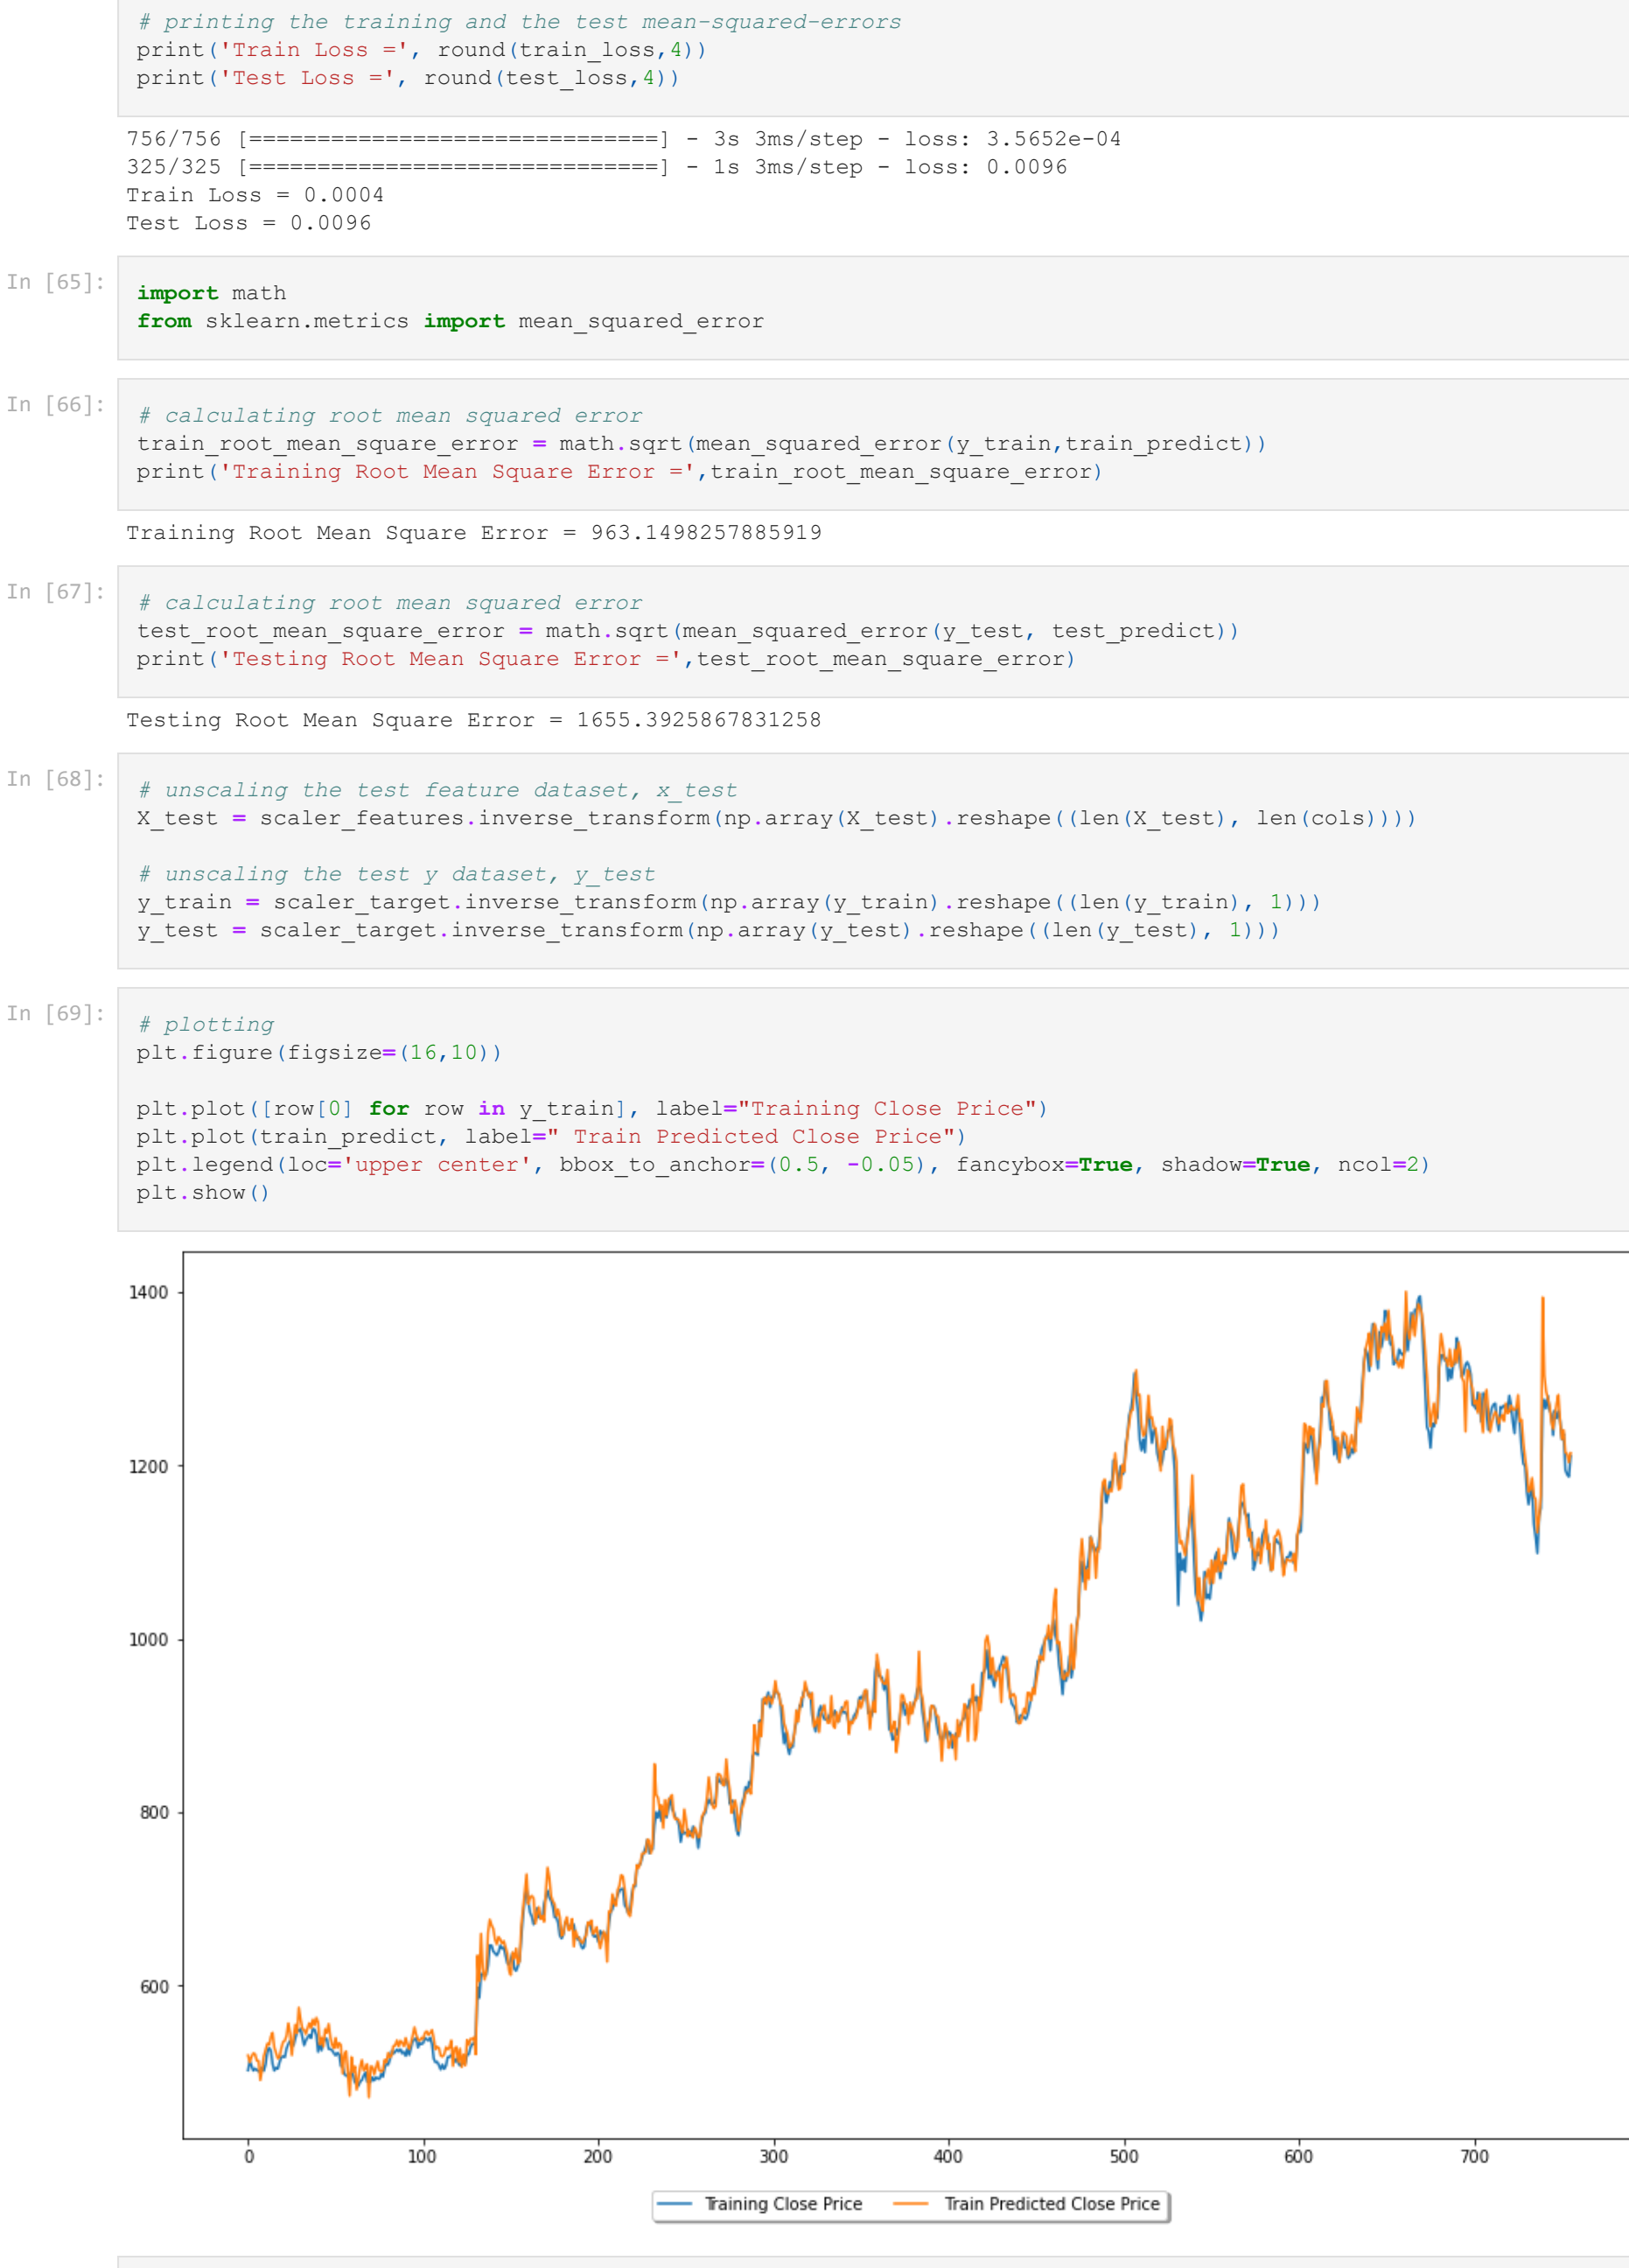 # printing the training and the test mean-squared-errors
print('Train Loss =', round(train_loss,4))
print('Test Loss =', round(test_loss,4))
756/756 [==============================] - 3s 3ms/step - loss: 3.5652e-04
325/325 [==============================] - 1s 3ms/step - loss: 0.0096
Train Loss = 0.0004
Test Loss = 0.0096
In [65]:
import math
from sklearn.metrics import mean_squared_error
In [66]:
# calculating root mean squared error
train_root_mean_square_error = math.sqrt(mean_squared_error(y_train,train_predict))
print('Training Root Mean Square Error =',train_root_mean_square_error)
Training Root Mean Square Error = 963.1498257885919
In [67]:
# calculating root mean squared error
test_root_mean_square_error = math.sqrt(mean_squared_error(y_test, test_predict))
print('Testing Root Mean Square Error =',test_root_mean_square_error)
Testing Root Mean Square Error = 1655.3925867831258
In [68]:
# unscaling the test feature dataset, x_test
X_test = scaler_features.inverse_transform(np.array(X_test).reshape((len(X_test), len(cols))))
# unscaling the test y dataset, y_test
y_train = scaler_target.inverse_transform(np.array(y_train).reshape((len(y_train), 1)))
y_test = scaler_target.inverse_transform(np.array(y_test).reshape((len(y_test), 1)))
In [69]:
# plotting
plt.figure(figsize=(16,10))
plt.plot([row[0] for row in y_train], label="Training Close Price")
plt.plot(train_predict, label=" Train Predicted Close Price")
plt.legend(loc='upper center', bbox_to_anchor=(0.5, -0.05), fancybox=True, shadow=True, ncol=2)
plt.show()
1400
1200
1000
800
600
0 100 200 300 400 500 600 700
Training Close Price Train Predicted Close Price